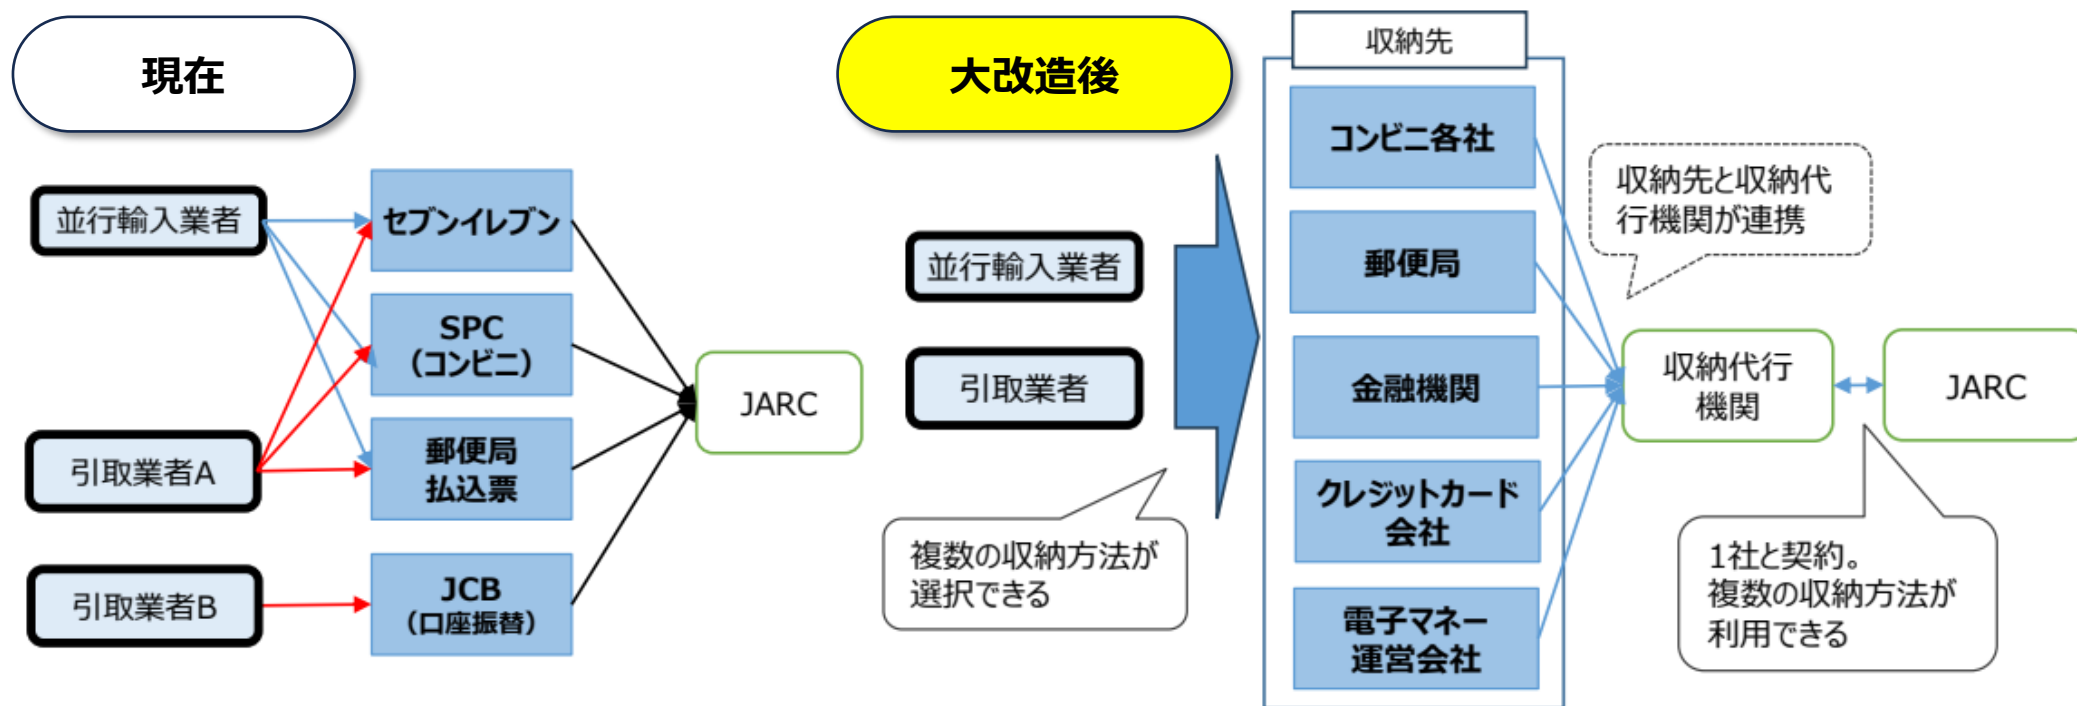 現在
並行輸入業者
引取業者A
引取業者B
セブンイレブン
SPC
（コンビニ）
郵便局
払込票
JCB
（口座振替）
JARC
大改造後
並行輸入業者
引取業者
複数の収納方法が
選択できる
収納先
コンビニ各社
郵便局
金融機関
クレジットカード
会社
電子マネー
運営会社
収納先と収納代
行機関が連携
収納代行
機関
JARC
1社と契約。
複数の収納方法が
利用できる